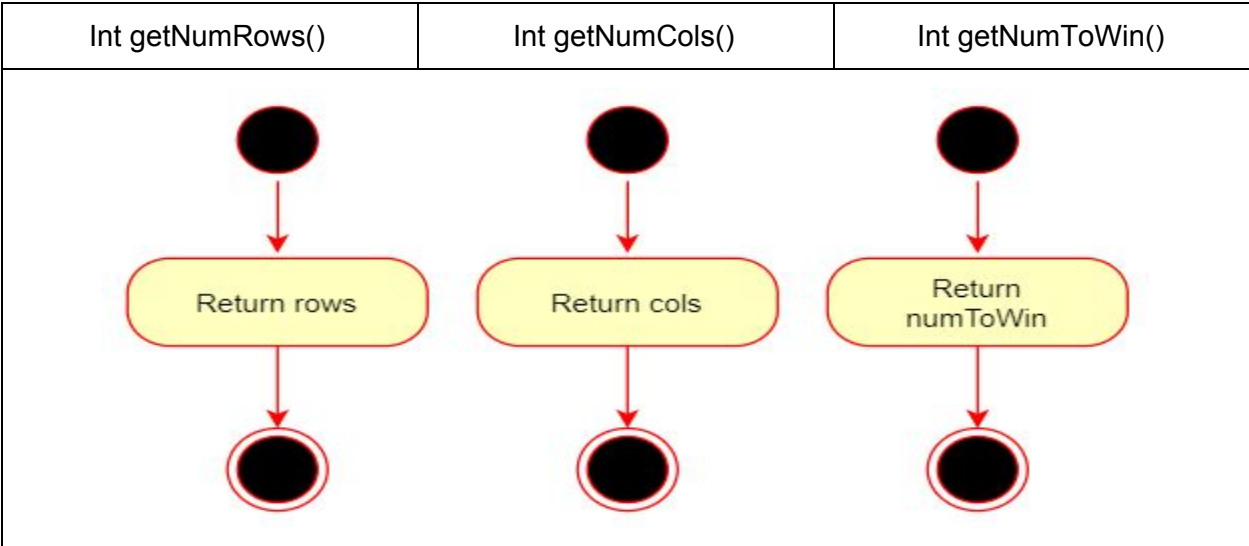 Int getNumRows()
Int getNumCols()
Int getNumToWin()
Return rows
Return cols
Return
numToWin